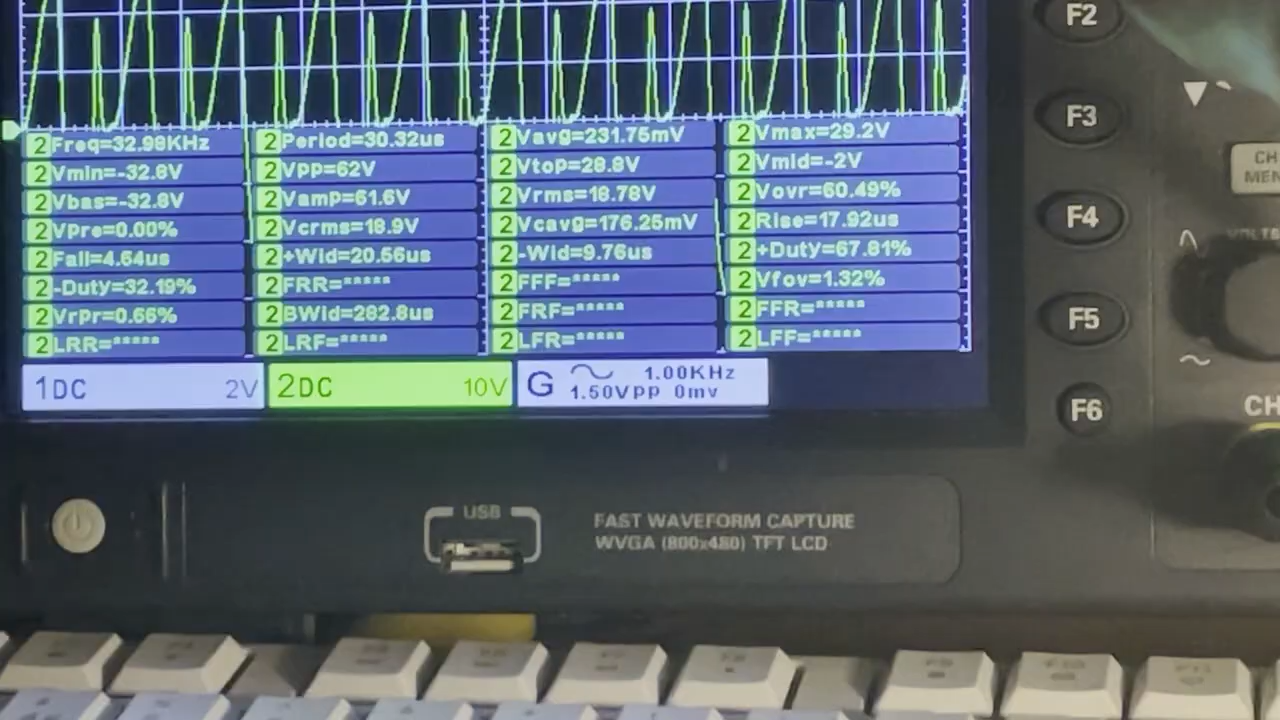 F2
F3
CH
MEN
F4
VOLTS
F5
F6
CH
2 Freq=32.98KHz 2 Period=30.32us 2 Vavg=231.75mV 2 Vmax=29.2V
2 Vmin=-32.8V 2 Vpp=62V 2 Vtop=28.8V 2 Vmid=-2V
2 Vbas=-32.8V 2 Vamp=61.6V 2 Vrms=18.78V 2 Vovr=60.49%
2 VPre=0.00% 2 Vcrms=18.9V 2 Vcavg=176.25mV 2 Rise=17.92us
2 Fall=4.64us 2 +Wid=20.56us 2 -Wid=9.76us 2 +Duty=67.81%
2 -Duty=32.19% 2 FRR=***** 2 FFF=***** 2 Vfov=1.32%
2 Vrpr=0.66% 2 BWid=282.8us 2 FRF=***** 2 FFR=*****
2 LRR=***** 2 LRF=***** 2 LFR=***** 2 LFF=*****
1DC 2V 2DC 10V G 1.00KHz
1.50VPP 0mv
USB
FAST WAVEFORM CAPTURE
WVGA (800x480) TFT LCD